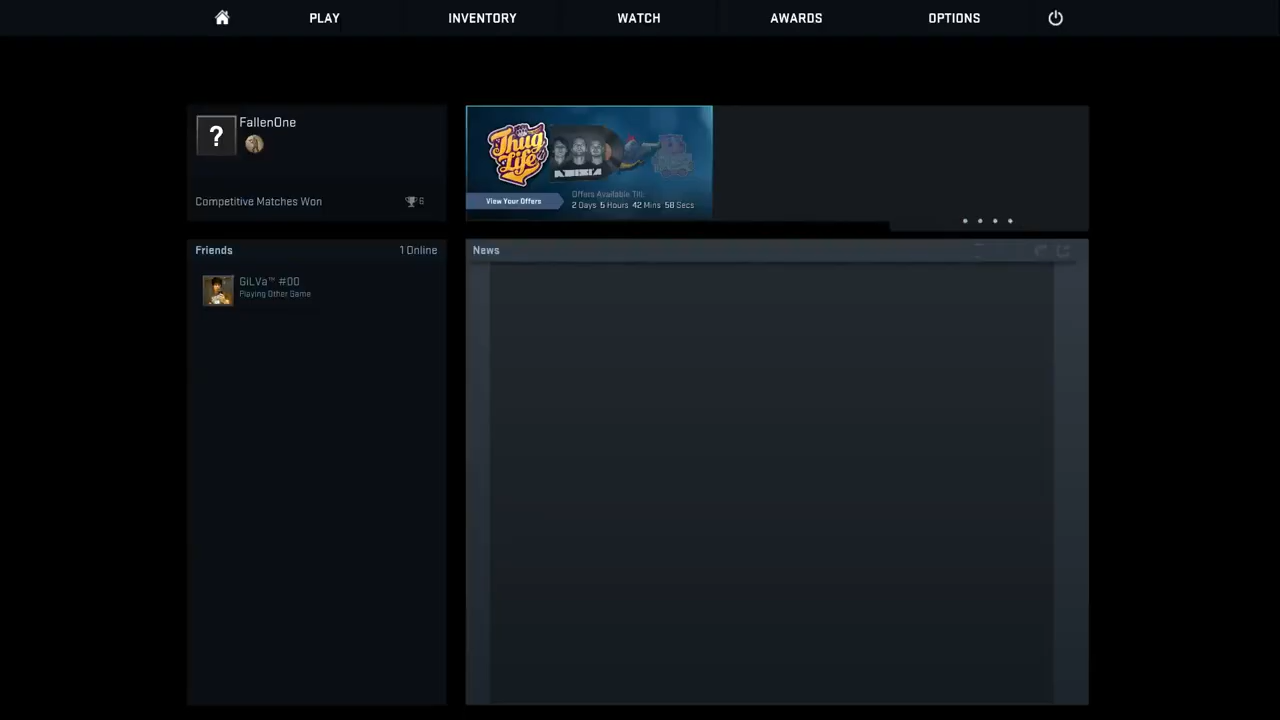 PLAY
INVENTORY
WATCH
AWARDS
OPTIONS
?
FallenOne
Competitive Matches Won
6
Thug Life
View Your Offers
Offers Available Till:
2 Days 5 Hours 42 Mins 58 Secs
Friends
1 Online
GiLVa™ #00
Playing Other Game
News